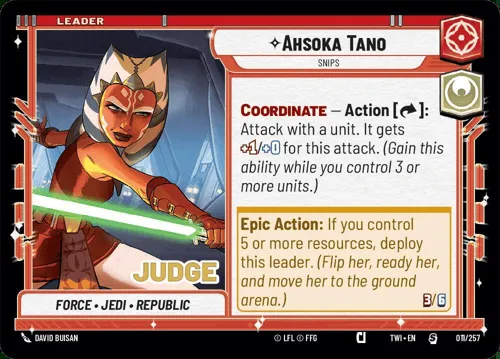 LEADER
AHSOKA TANO
SNIPS
COORDINATE – Action [ ]:
Attack with a unit. It gets
+1/+0 for this attack. (Gain this
ability while you control 3 or
more units.)
Epic Action: If you control
5 or more resources, deploy
this leader. (Flip her, ready her,
and move her to the ground
arena.)
3/6
JUDGE
FORCE • JEDI • REPUBLIC
DAVID BUISAN
© LFL © FFG
TWI • EN
S
011/257